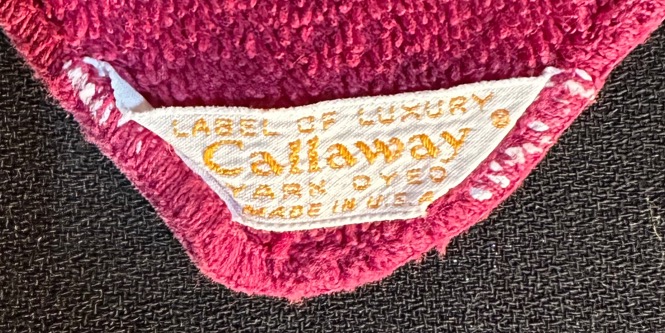 LABEL OF LUXURY
Callaway ®
YARN DYED
MADE IN U.S.A